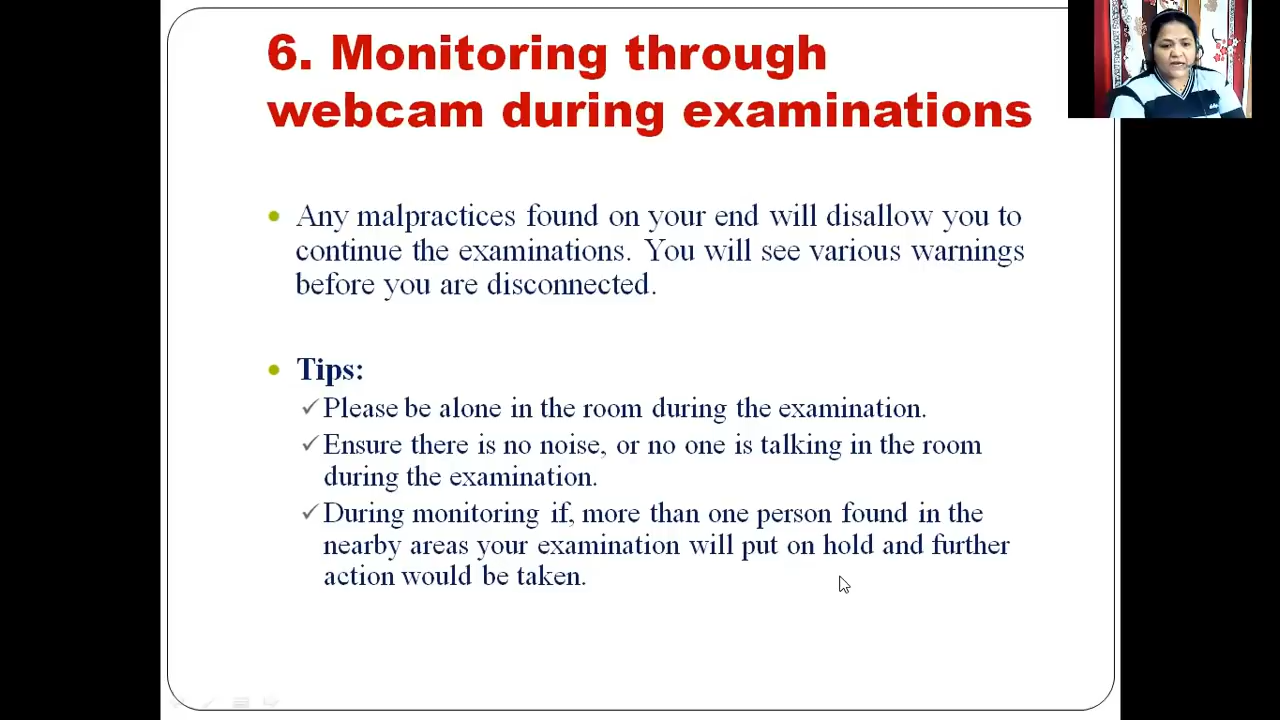 6. Monitoring through
webcam during examinations
Any malpractices found on your end will disallow you to
continue the examinations. You will see various warnings
before you are disconnected.
Tips:
Please be alone in the room during the examination.
Ensure there is no noise, or no one is talking in the room
during the examination.
During monitoring if, more than one person found in the
nearby areas your examination will put on hold and further
action would be taken.